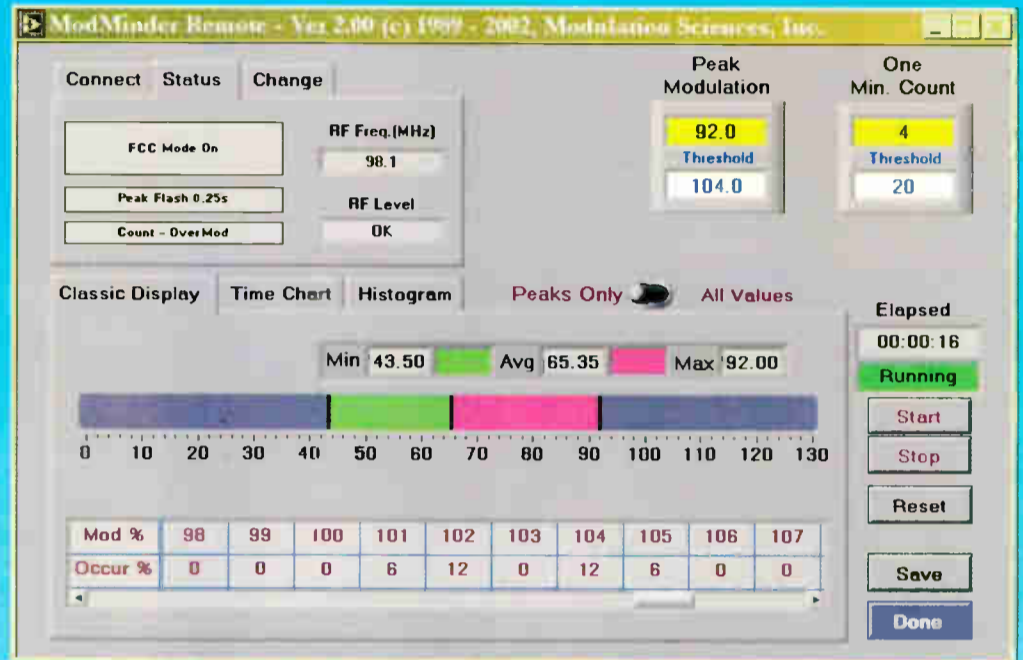 ModMinder Remote - Ver 2.00 (c) 1989 - 2002, Modulation Sciences, Inc.
Connect Status Change
FCC Mode On
Peak Flash 0.25s
Count - OverMod
RF Freq.(MHz)
98.1
RF Level
OK
Peak Modulation
92.0
Threshold
104.0
One Min. Count
4
Threshold
20
Classic Display Time Chart Histogram
Peaks Only All Values
Elapsed
00:00:16
Running
Start
Stop
Reset
Save
Done
Min 43.50 Avg 65.35 Max 92.00
0 10 20 30 40 50 60 70 80 90 100 110 120 130
Mod % 98 99 100 101 102 103 104 105 106 107
Occur % 0 0 0 6 12 0 12 6 0 0